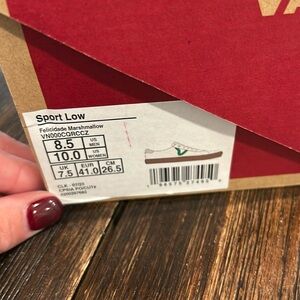 VA
Sport Low
Felicidade Marshmallow
VN000CQRCCZ
8.5 US MEN
10.0 US WOMEN
UK EUR CM
7.5 41.0 26.5